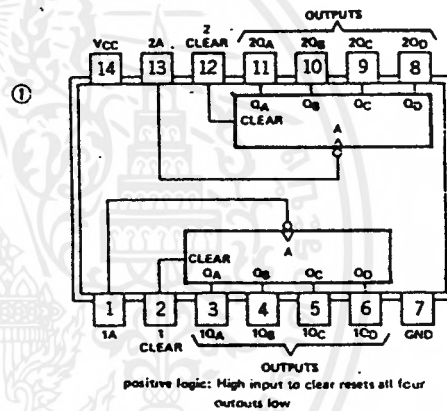 OUTPUTS
VCC 2A 2 CLEAR 2QA 2QB 2QC 2QD
14 13 12 11 10 9 8
①
QA QB QC QD
CLEAR
A
A
CLEAR
QA QB QC QD
1 2 3 4 5 6 7
1A 1 CLEAR 1QA 1QB 1QC 1QD GND
OUTPUTS
positive logic: High input to clear resets all four
outouts low